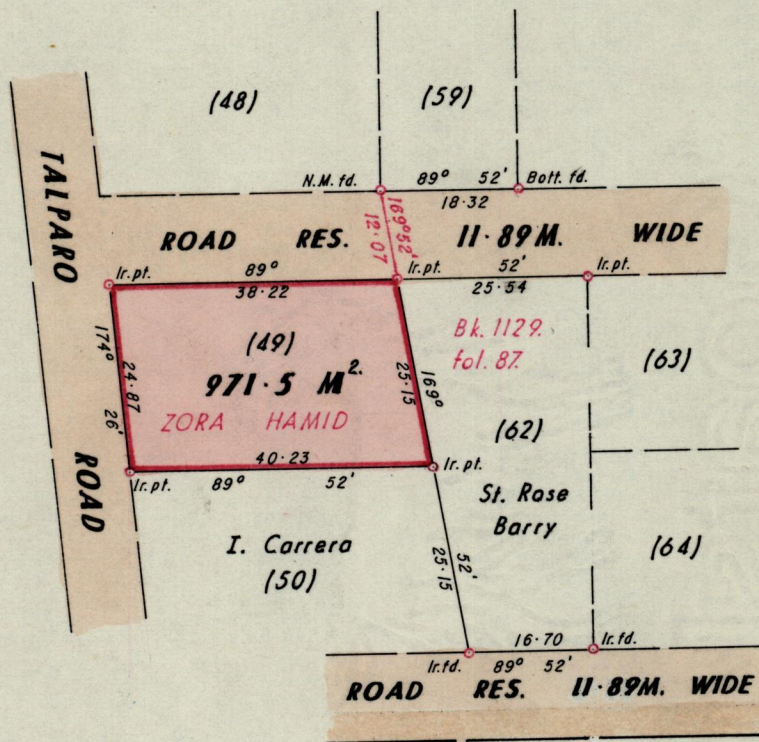 (48)
(59)
TALPARO ROAD
N.M. fd.
89° 52'
Bott. fd.
18·32
169°52'
12·07
ROAD RES. 11·89M. WIDE
Ir.pt.
89°
Ir.pt.
52'
Ir.pt.
38·22
25·54
(49)
971·5 M2.
ZORA HAMID
174° 26'
24·87
25·15
169° 52'
Bk. 1129.
fol. 87.
(63)
(62)
St. Rose
Barry
40·23
Ir.pt.
Ir.pt.
89° 52'
I. Carrera
(50)
25·15
(64)
16·70
Ir.fd.
Ir.fd.
89° 52'
ROAD RES. 11·89M. WIDE